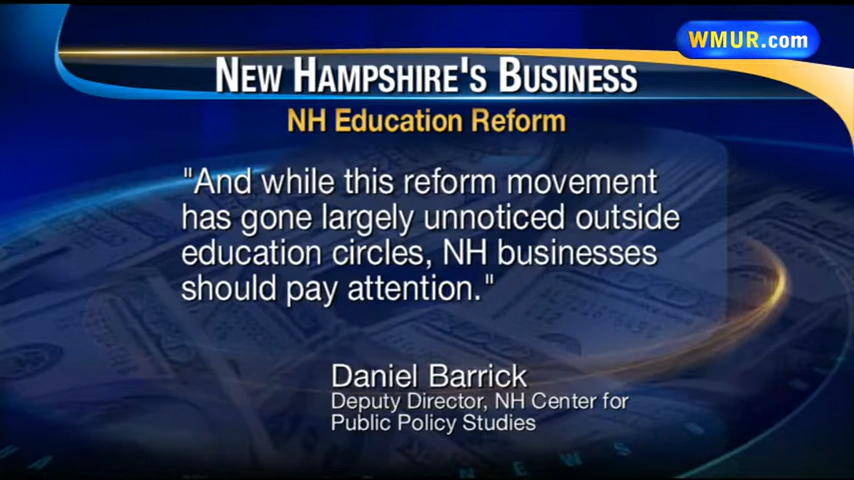 WMUR.com
NEW HAMPSHIRE'S BUSINESS
NH Education Reform
"And while this reform movement
has gone largely unnoticed outside
education circles, NH businesses
should pay attention."
Daniel Barrick
Deputy Director, NH Center for
Public Policy Studies
NEWS